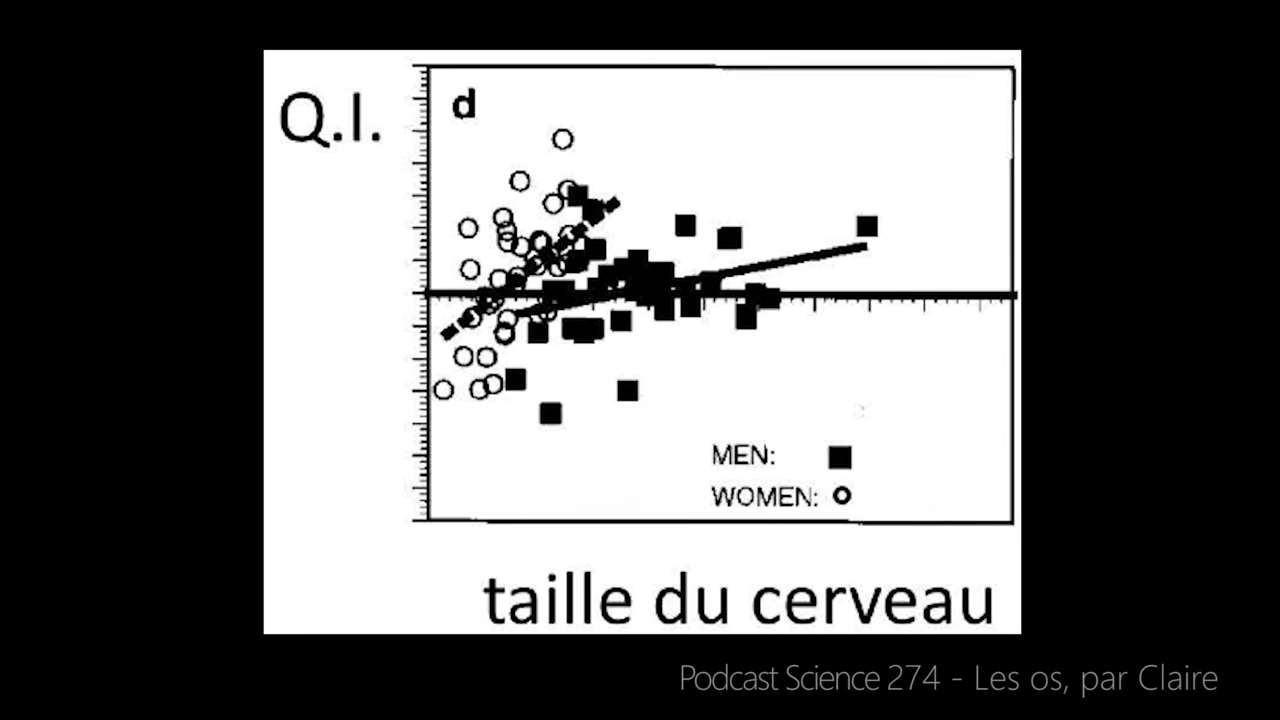 Q.I.
d
MEN:
WOMEN:
taille du cerveau
Podcast Science 274 - Les os, par Claire